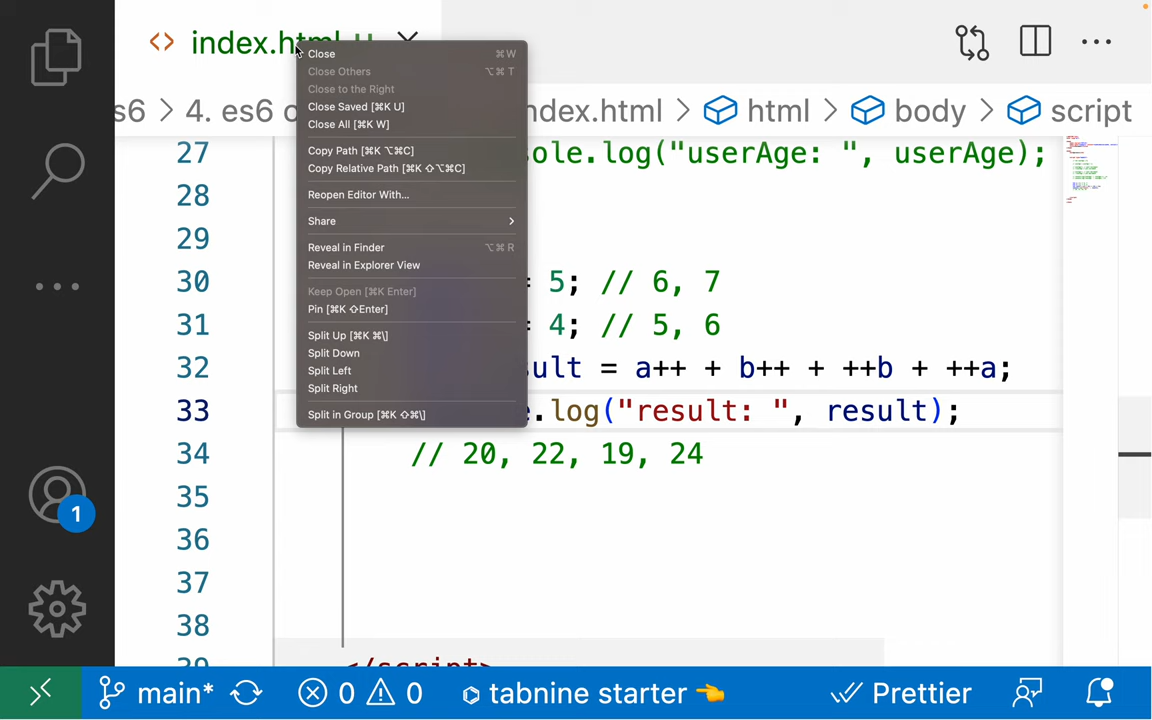 index.html
s6 > 4. es6 o ndex.html > html > body > script
Close ⌘W
Close Others ⌥⌘T
Close to the Right
Close Saved [⌘K U]
Close All [⌘K W]
Copy Path [⌘K ⌥⌘C]
Copy Relative Path [⌘K ⇧⌥⌘C]
Reopen Editor With...
Share >
Reveal in Finder ⌥⌘R
Reveal in Explorer View
Keep Open [⌘K Enter]
Pin [⌘K ⇧Enter]
Split Up [⌘K ⌘\]
Split Down
Split Left
Split Right
Split in Group [⌘K ⇧⌘\]
27 sole.log("userAge: ", userAge);
28
29
30 = 5; // 6, 7
31 = 4; // 5, 6
32 sult = a++ + b++ + ++b + ++a;
33 e.log("result: ", result);
34 // 20, 22, 19, 24
35
36
37
38
39 </script>
1
main* 0 0 tabnine starter 👈 Prettier